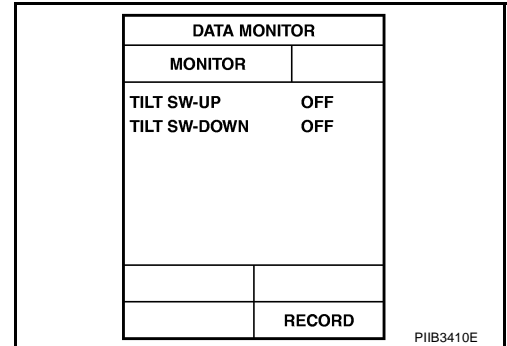 DATA MONITOR
MONITOR
TILT SW-UP OFF
TILT SW-DOWN OFF
RECORD
PIIB3410E